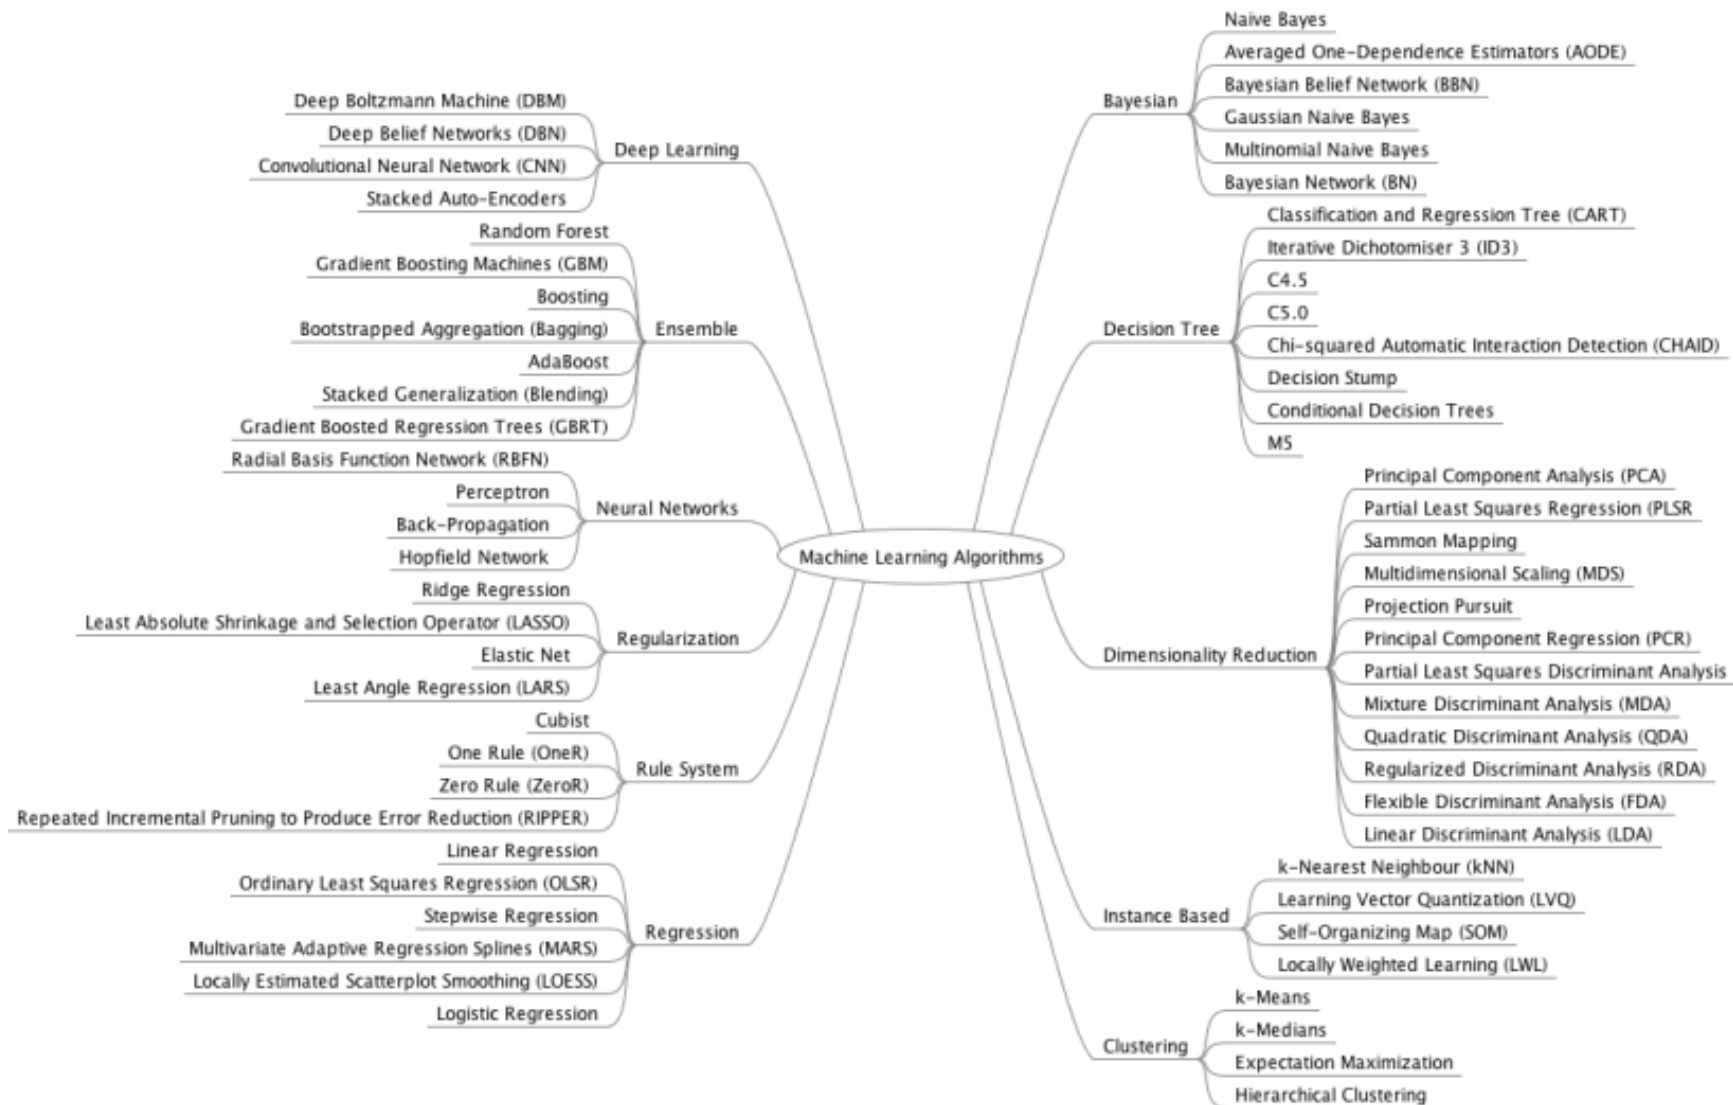 Machine Learning Algorithms
Deep Learning
Deep Boltzmann Machine (DBM)
Deep Belief Networks (DBN)
Convolutional Neural Network (CNN)
Stacked Auto-Encoders
Ensemble
Random Forest
Gradient Boosting Machines (GBM)
Boosting
Bootstrapped Aggregation (Bagging)
AdaBoost
Stacked Generalization (Blending)
Gradient Boosted Regression Trees (GBRT)
Neural Networks
Radial Basis Function Network (RBFN)
Perceptron
Back-Propagation
Hopfield Network
Regularization
Ridge Regression
Least Absolute Shrinkage and Selection Operator (LASSO)
Elastic Net
Least Angle Regression (LARS)
Rule System
Cubist
One Rule (OneR)
Zero Rule (ZeroR)
Repeated Incremental Pruning to Produce Error Reduction (RIPPER)
Regression
Linear Regression
Ordinary Least Squares Regression (OLSR)
Stepwise Regression
Multivariate Adaptive Regression Splines (MARS)
Locally Estimated Scatterplot Smoothing (LOESS)
Logistic Regression
Bayesian
Naive Bayes
Averaged One-Dependence Estimators (AODE)
Bayesian Belief Network (BBN)
Gaussian Naive Bayes
Multinomial Naive Bayes
Bayesian Network (BN)
Decision Tree
Classification and Regression Tree (CART)
Iterative Dichotomiser 3 (ID3)
C4.5
C5.0
Chi-squared Automatic Interaction Detection (CHAID)
Decision Stump
Conditional Decision Trees
M5
Dimensionality Reduction
Principal Component Analysis (PCA)
Partial Least Squares Regression (PLSR
Sammon Mapping
Multidimensional Scaling (MDS)
Projection Pursuit
Principal Component Regression (PCR)
Partial Least Squares Discriminant Analysis
Mixture Discriminant Analysis (MDA)
Quadratic Discriminant Analysis (QDA)
Regularized Discriminant Analysis (RDA)
Flexible Discriminant Analysis (FDA)
Linear Discriminant Analysis (LDA)
Instance Based
k-Nearest Neighbour (kNN)
Learning Vector Quantization (LVQ)
Self-Organizing Map (SOM)
Locally Weighted Learning (LWL)
Clustering
k-Means
k-Medians
Expectation Maximization
Hierarchical Clustering